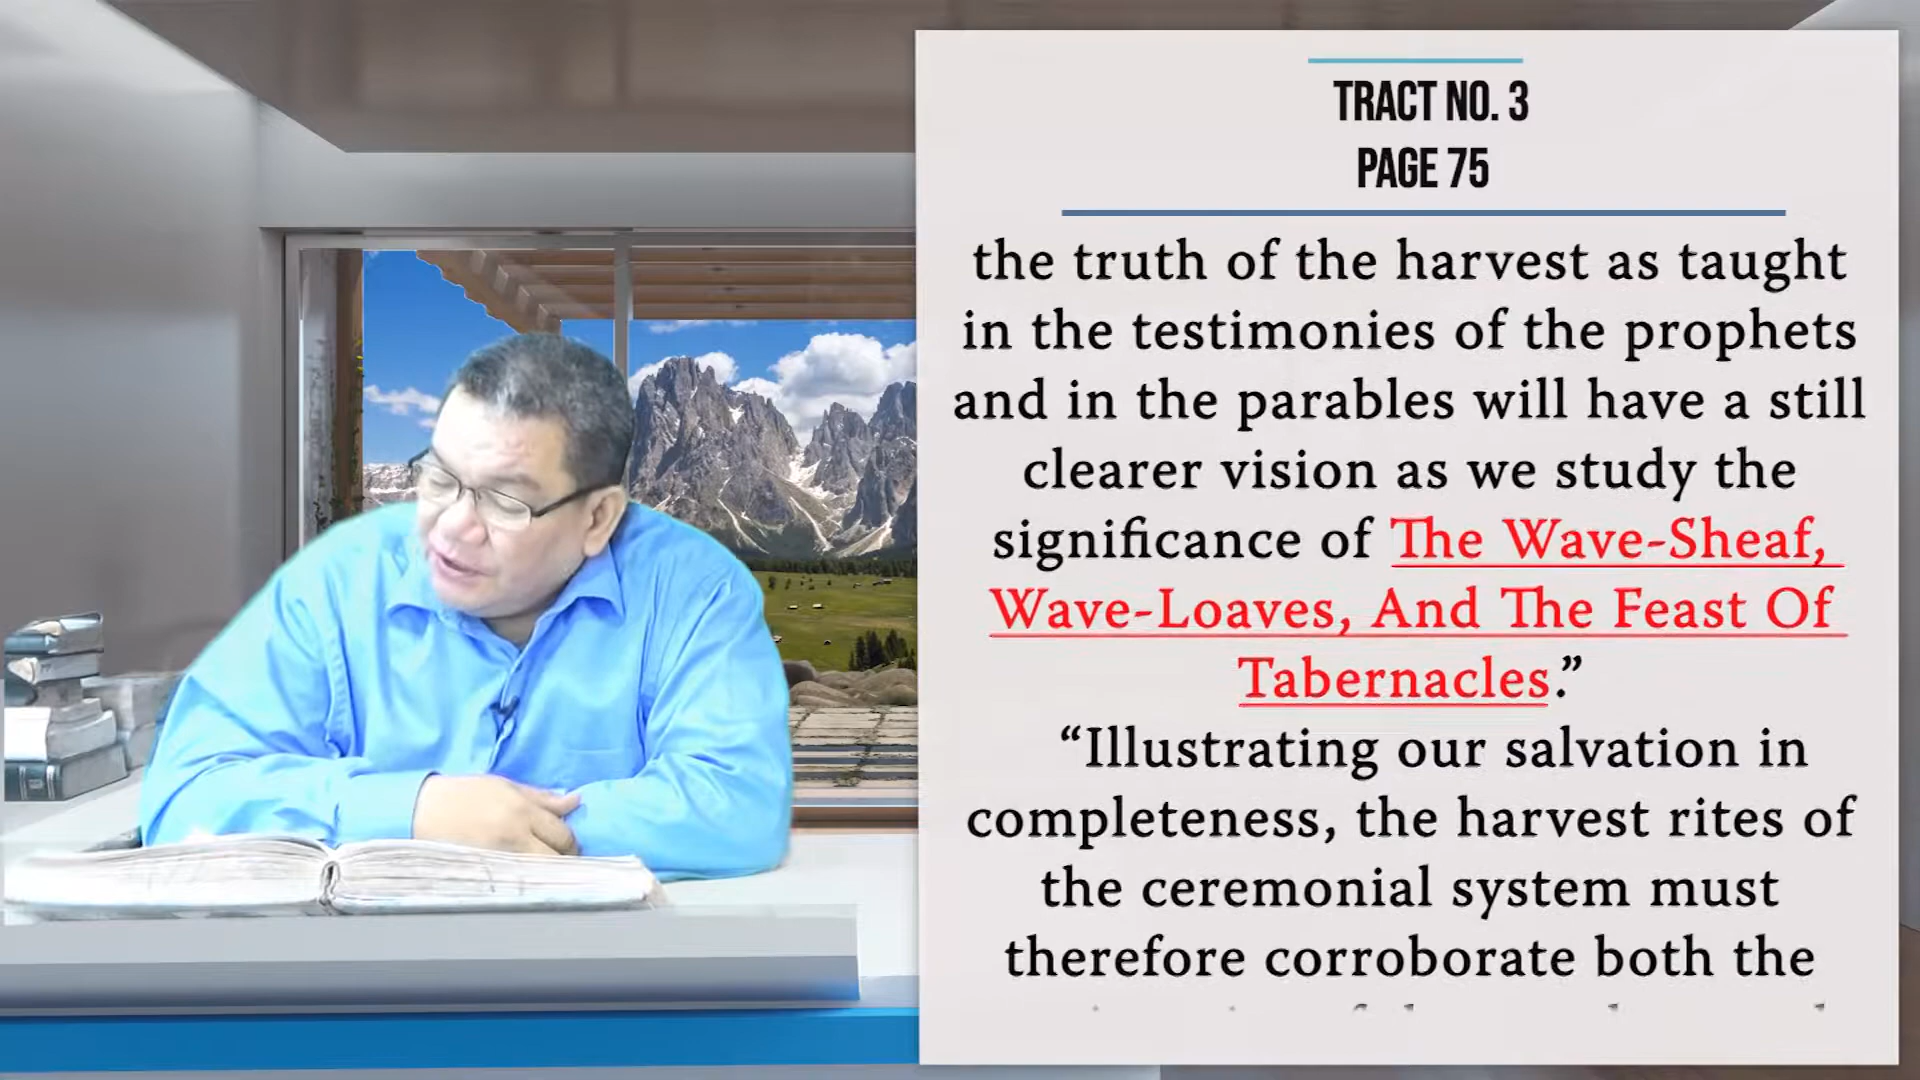 TRACT NO. 3
PAGE 75
the truth of the harvest as taught
in the testimonies of the prophets
and in the parables will have a still
clearer vision as we study the
significance of The Wave-Sheaf,
Wave-Loaves, And The Feast Of
Tabernacles.”
“Illustrating our salvation in
completeness, the harvest rites of
the ceremonial system must
therefore corroborate both the